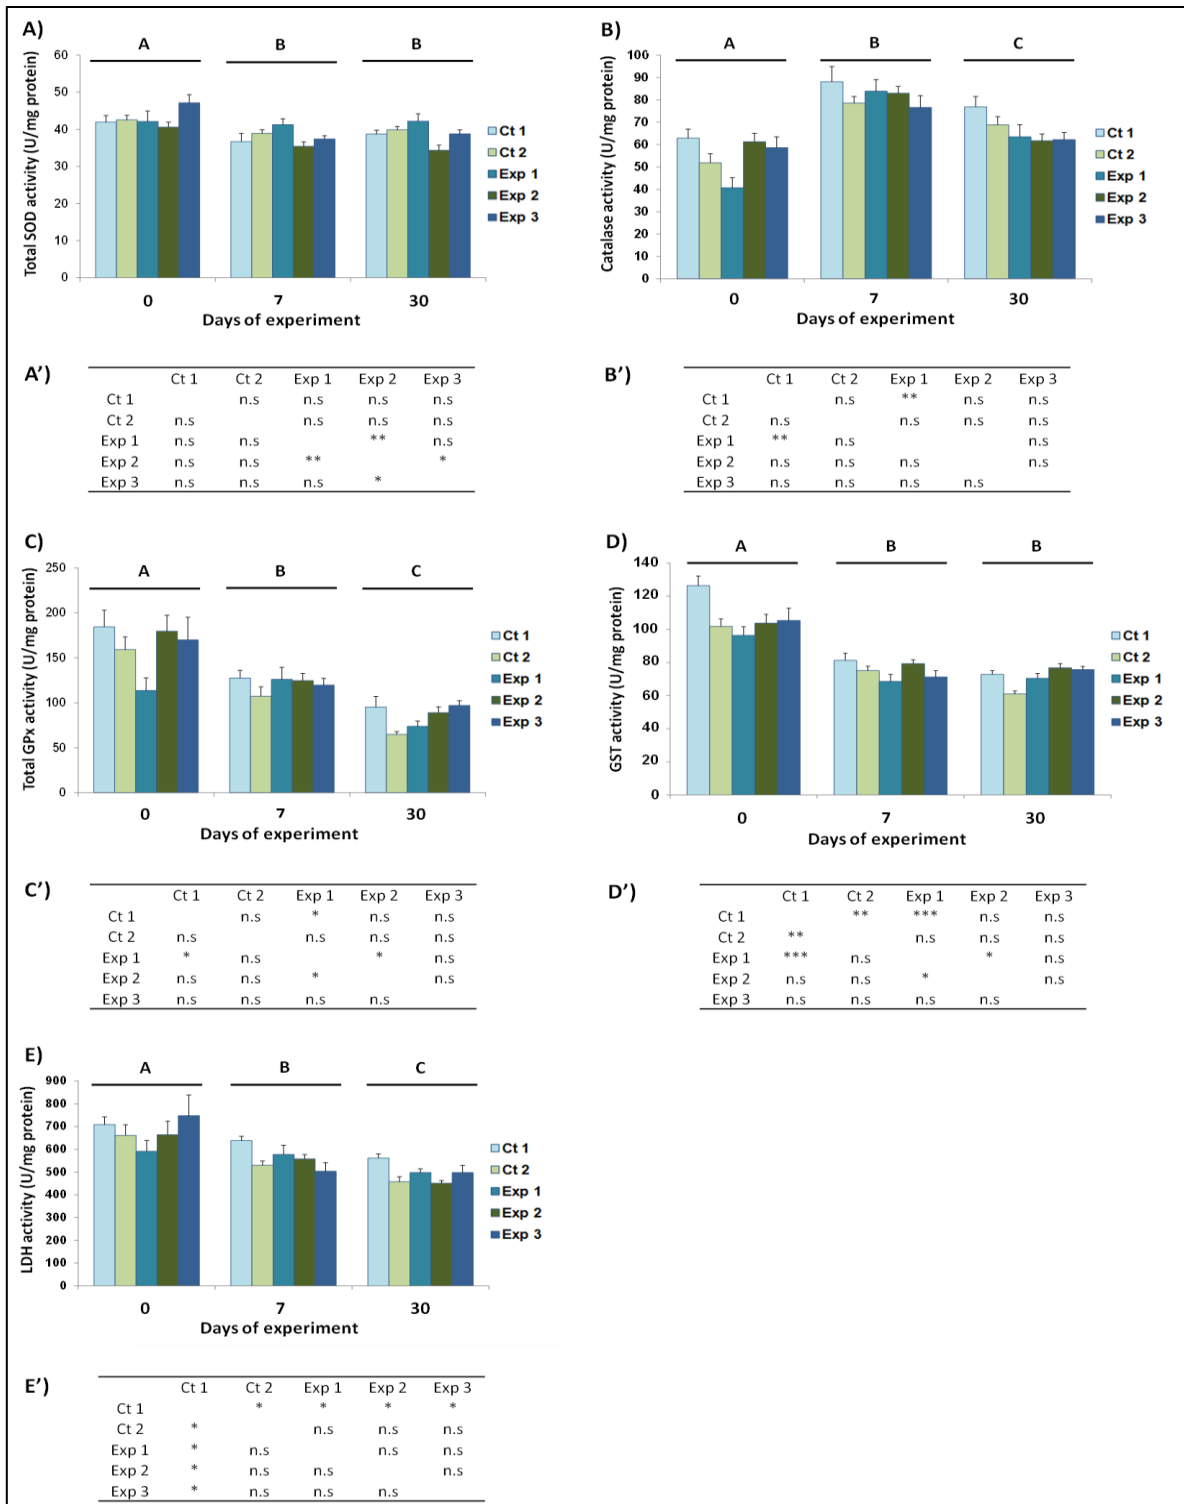 A)
A B B
60
50
40
30
20
10
0
Total SOD activity (U/mg protein)
0 7 30
Days of experiment
Ct 1
Ct 2
Exp 1
Exp 2
Exp 3
B)
A B C
100
90
80
70
60
50
40
30
20
10
0
Catalase activity (U/mg protein)
0 7 30
Days of experiment
Ct 1
Ct 2
Exp 1
Exp 2
Exp 3
A')
Ct 1 Ct 2 Exp 1 Exp 2 Exp 3
Ct 1 n.s n.s n.s n.s
Ct 2 n.s n.s n.s n.s
Exp 1 n.s n.s ** n.s
Exp 2 n.s n.s ** *
Exp 3 n.s n.s n.s *
B')
Ct 1 Ct 2 Exp 1 Exp 2 Exp 3
Ct 1 n.s ** n.s n.s
Ct 2 n.s n.s n.s n.s
Exp 1 ** n.s n.s
Exp 2 n.s n.s n.s n.s
Exp 3 n.s n.s n.s n.s
C)
A B C
250
200
150
100
50
0
Total GPx activity (U/mg protein)
0 7 30
Days of experiment
Ct 1
Ct 2
Exp 1
Exp 2
Exp 3
D)
A B B
140
120
100
80
60
40
20
0
GST activity (U/mg protein)
0 7 30
Days of experiment
Ct 1
Ct 2
Exp 1
Exp 2
Exp 3
C')
Ct 1 Ct 2 Exp 1 Exp 2 Exp 3
Ct 1 n.s * n.s n.s
Ct 2 n.s n.s n.s n.s
Exp 1 * n.s * n.s
Exp 2 n.s n.s * n.s
Exp 3 n.s n.s n.s n.s
D')
Ct 1 Ct 2 Exp 1 Exp 2 Exp 3
Ct 1 ** *** n.s n.s
Ct 2 ** n.s n.s n.s
Exp 1 *** n.s * n.s
Exp 2 n.s n.s * n.s
Exp 3 n.s n.s n.s n.s
E)
A B C
900
800
700
600
500
400
300
200
100
0
LDH activity (U/mg protein)
0 7 30
Days of experiment
Ct 1
Ct 2
Exp 1
Exp 2
Exp 3
E')
Ct 1 Ct 2 Exp 1 Exp 2 Exp 3
Ct 1 * * * *
Ct 2 * n.s n.s n.s
Exp 1 * n.s n.s n.s
Exp 2 * n.s n.s n.s
Exp 3 * n.s n.s n.s